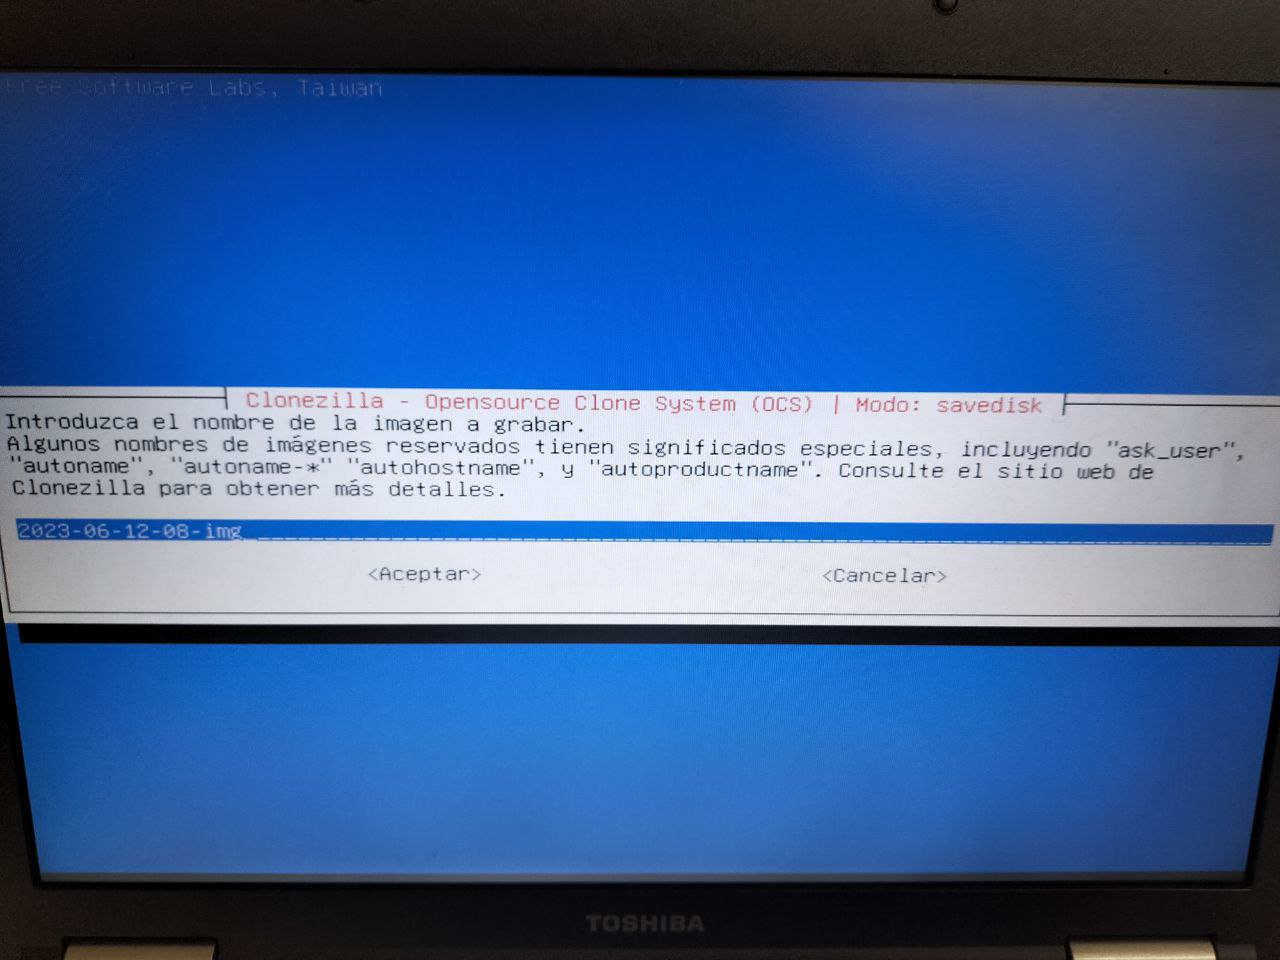 Free Software Labs, Taiwan
Clonezilla - Opensource Clone System (OCS) | Modo: savedisk
Introduzca el nombre de la imagen a grabar.
Algunos nombres de imágenes reservados tienen significados especiales, incluyendo "ask_user",
"autoname", "autoname-*" "autohostname", y "autoproductname". Consulte el sitio web de
Clonezilla para obtener más detalles.
2023-06-12-08-img
<Aceptar> <Cancelar>
TOSHIBA